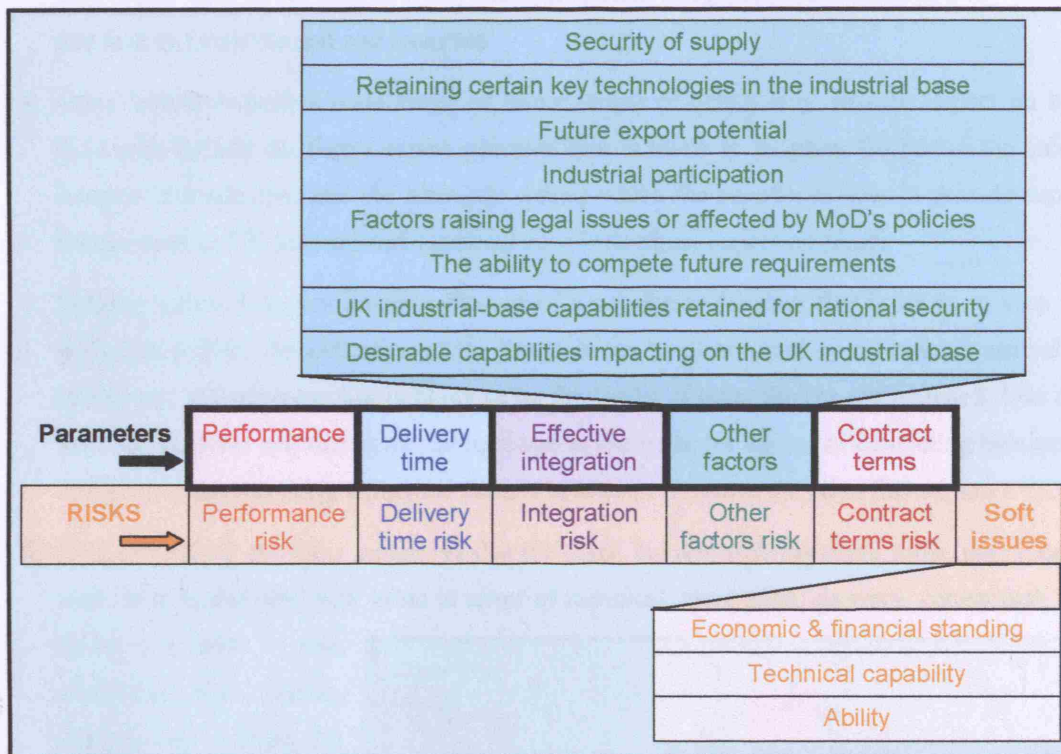 Security of supply
Retaining certain key technologies in the industrial base
Future export potential
Industrial participation
Factors raising legal issues or affected by MoD's policies
The ability to compete future requirements
UK industrial-base capabilities retained for national security
Desirable capabilities impacting on the UK industrial base
Parameters
Performance
Delivery
time
Effective
integration
Other
factors
Contract
terms
RISKS
Performance
risk
Delivery
time risk
Integration
risk
Other
factors risk
Contract
terms risk
Soft
issues
Economic & financial standing
Technical capability
Ability